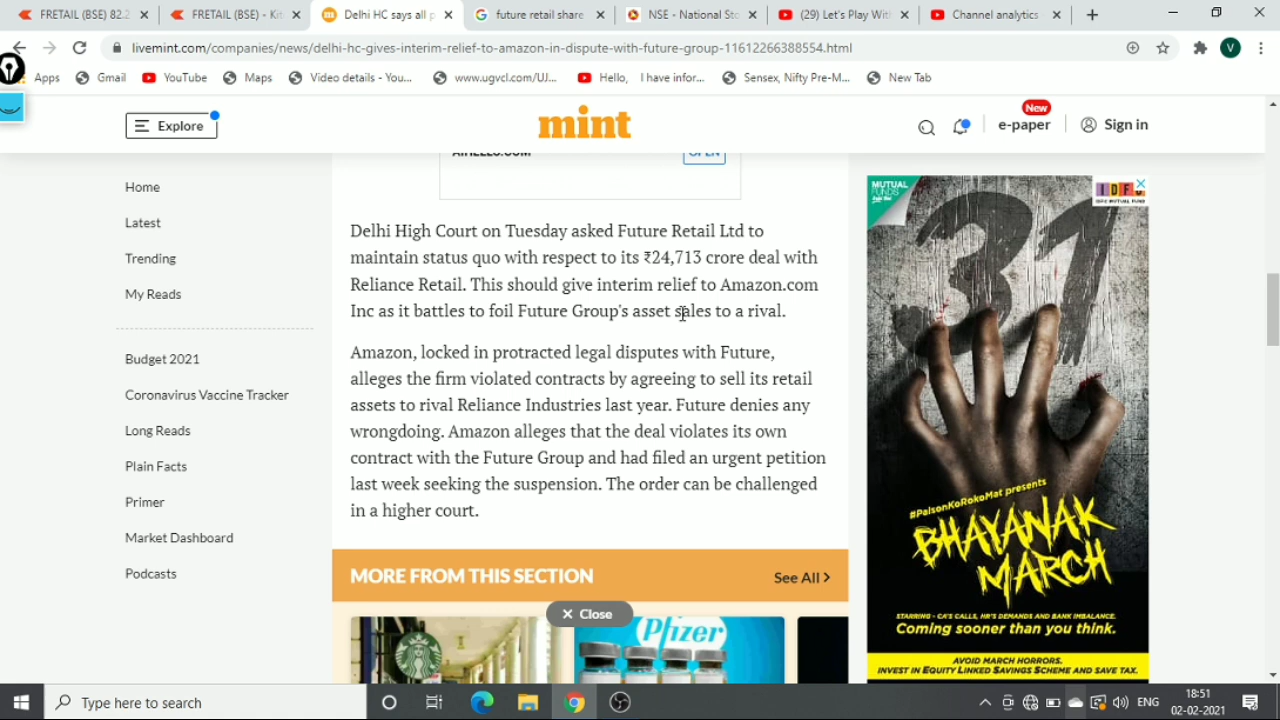 FRETAIL (BSE) 82.2
FRETAIL (BSE) - Kit
Delhi HC says all p
future retail share
NSE - National Sto
(29) Let's Play Wit
Channel analytics
livemint.com/companies/news/delhi-hc-gives-interim-relief-to-amazon-in-dispute-with-future-group-11612266388554.html
V
Apps
Gmail
YouTube
Maps
Video details - You...
www.ugvcl.com/UJ...
Hello, I have infor...
Sensex, Nifty Pre-M...
New Tab
Explore
mint
New
e-paper
Sign in
OPEN
Home
Latest
Trending
My Reads
Budget 2021
Coronavirus Vaccine Tracker
Long Reads
Plain Facts
Primer
Market Dashboard
Podcasts
Delhi High Court on Tuesday asked Future Retail Ltd to
maintain status quo with respect to its ₹24,713 crore deal with
Reliance Retail. This should give interim relief to Amazon.com
Inc as it battles to foil Future Group's asset sales to a rival.
Amazon, locked in protracted legal disputes with Future,
alleges the firm violated contracts by agreeing to sell its retail
assets to rival Reliance Industries last year. Future denies any
wrongdoing. Amazon alleges that the deal violates its own
contract with the Future Group and had filed an urgent petition
last week seeking the suspension. The order can be challenged
in a higher court.
MORE FROM THIS SECTION
See All
Close
Pfizer
MUTUAL
FUNDS
Sahi Hai
IDFC MUTUAL FUND
31
#PaisonKoRokoMat presents
BHAYANAK
MARCH
STARRING - CA'S CALLS, HR'S DEMANDS AND BANK IMBALANCE.
Coming sooner than you think.
AVOID MARCH HORRORS.
INVEST IN EQUITY LINKED $AVINGS $CHEME AND SAVE TAX.
Type here to search
ENG
18:51
02-02-2021